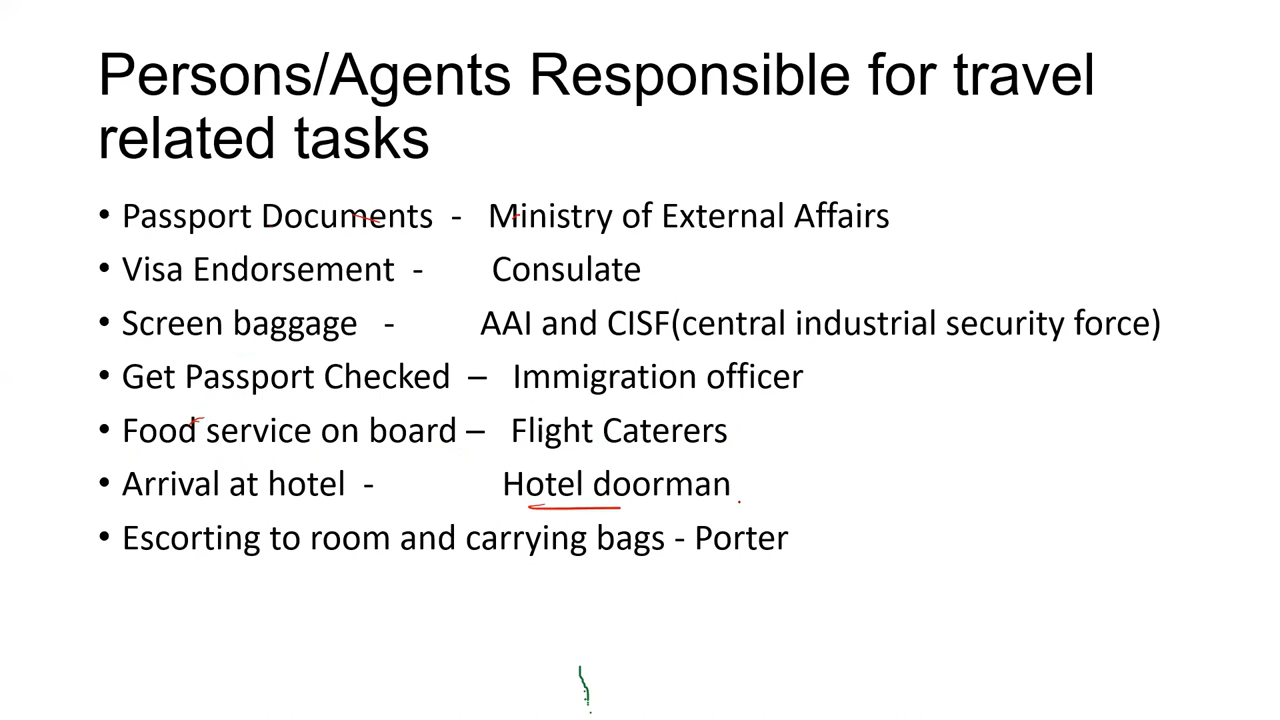 Persons/Agents Responsible for travel
related tasks
• Passport Documents - Ministry of External Affairs
• Visa Endorsement - Consulate
• Screen baggage - AAI and CISF(central industrial security force)
• Get Passport Checked – Immigration officer
• Food service on board – Flight Caterers
• Arrival at hotel - Hotel doorman
• Escorting to room and carrying bags - Porter